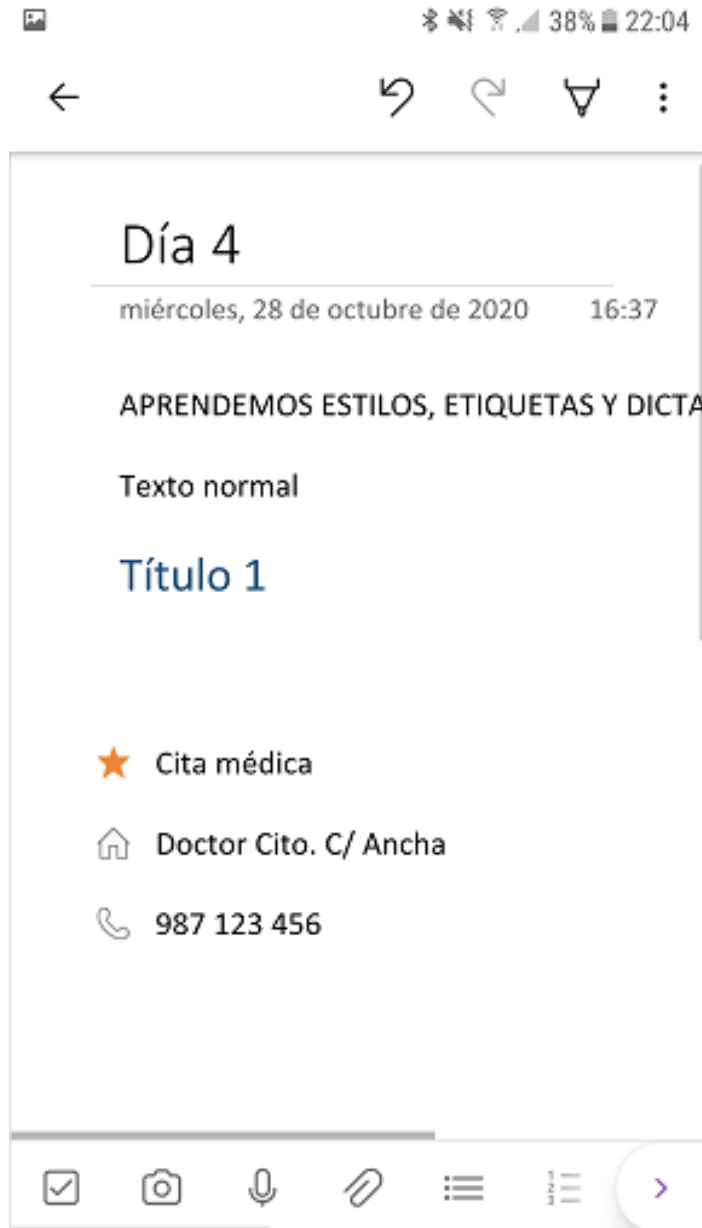 38% 22:04
Día 4
miércoles, 28 de octubre de 2020 16:37
APRENDEMOS ESTILOS, ETIQUETAS Y DICTA
Texto normal
Título 1
Cita médica
Doctor Cito. C/ Ancha
987 123 456